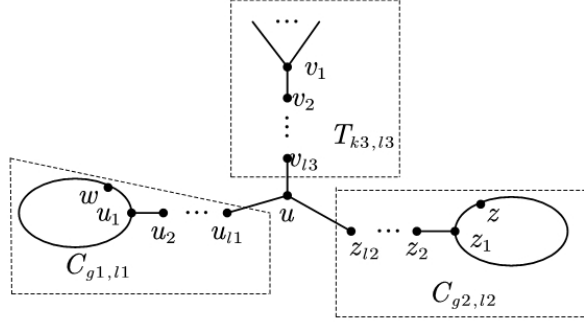 ...
v₁
v₂
⋮
T_{k3,l3}
v_{l3}
w
u₁
u₂
...
u_{l1}
u
z_{l2}
...
z₂
z₁
z
C_{g1,l1}
C_{g2,l2}